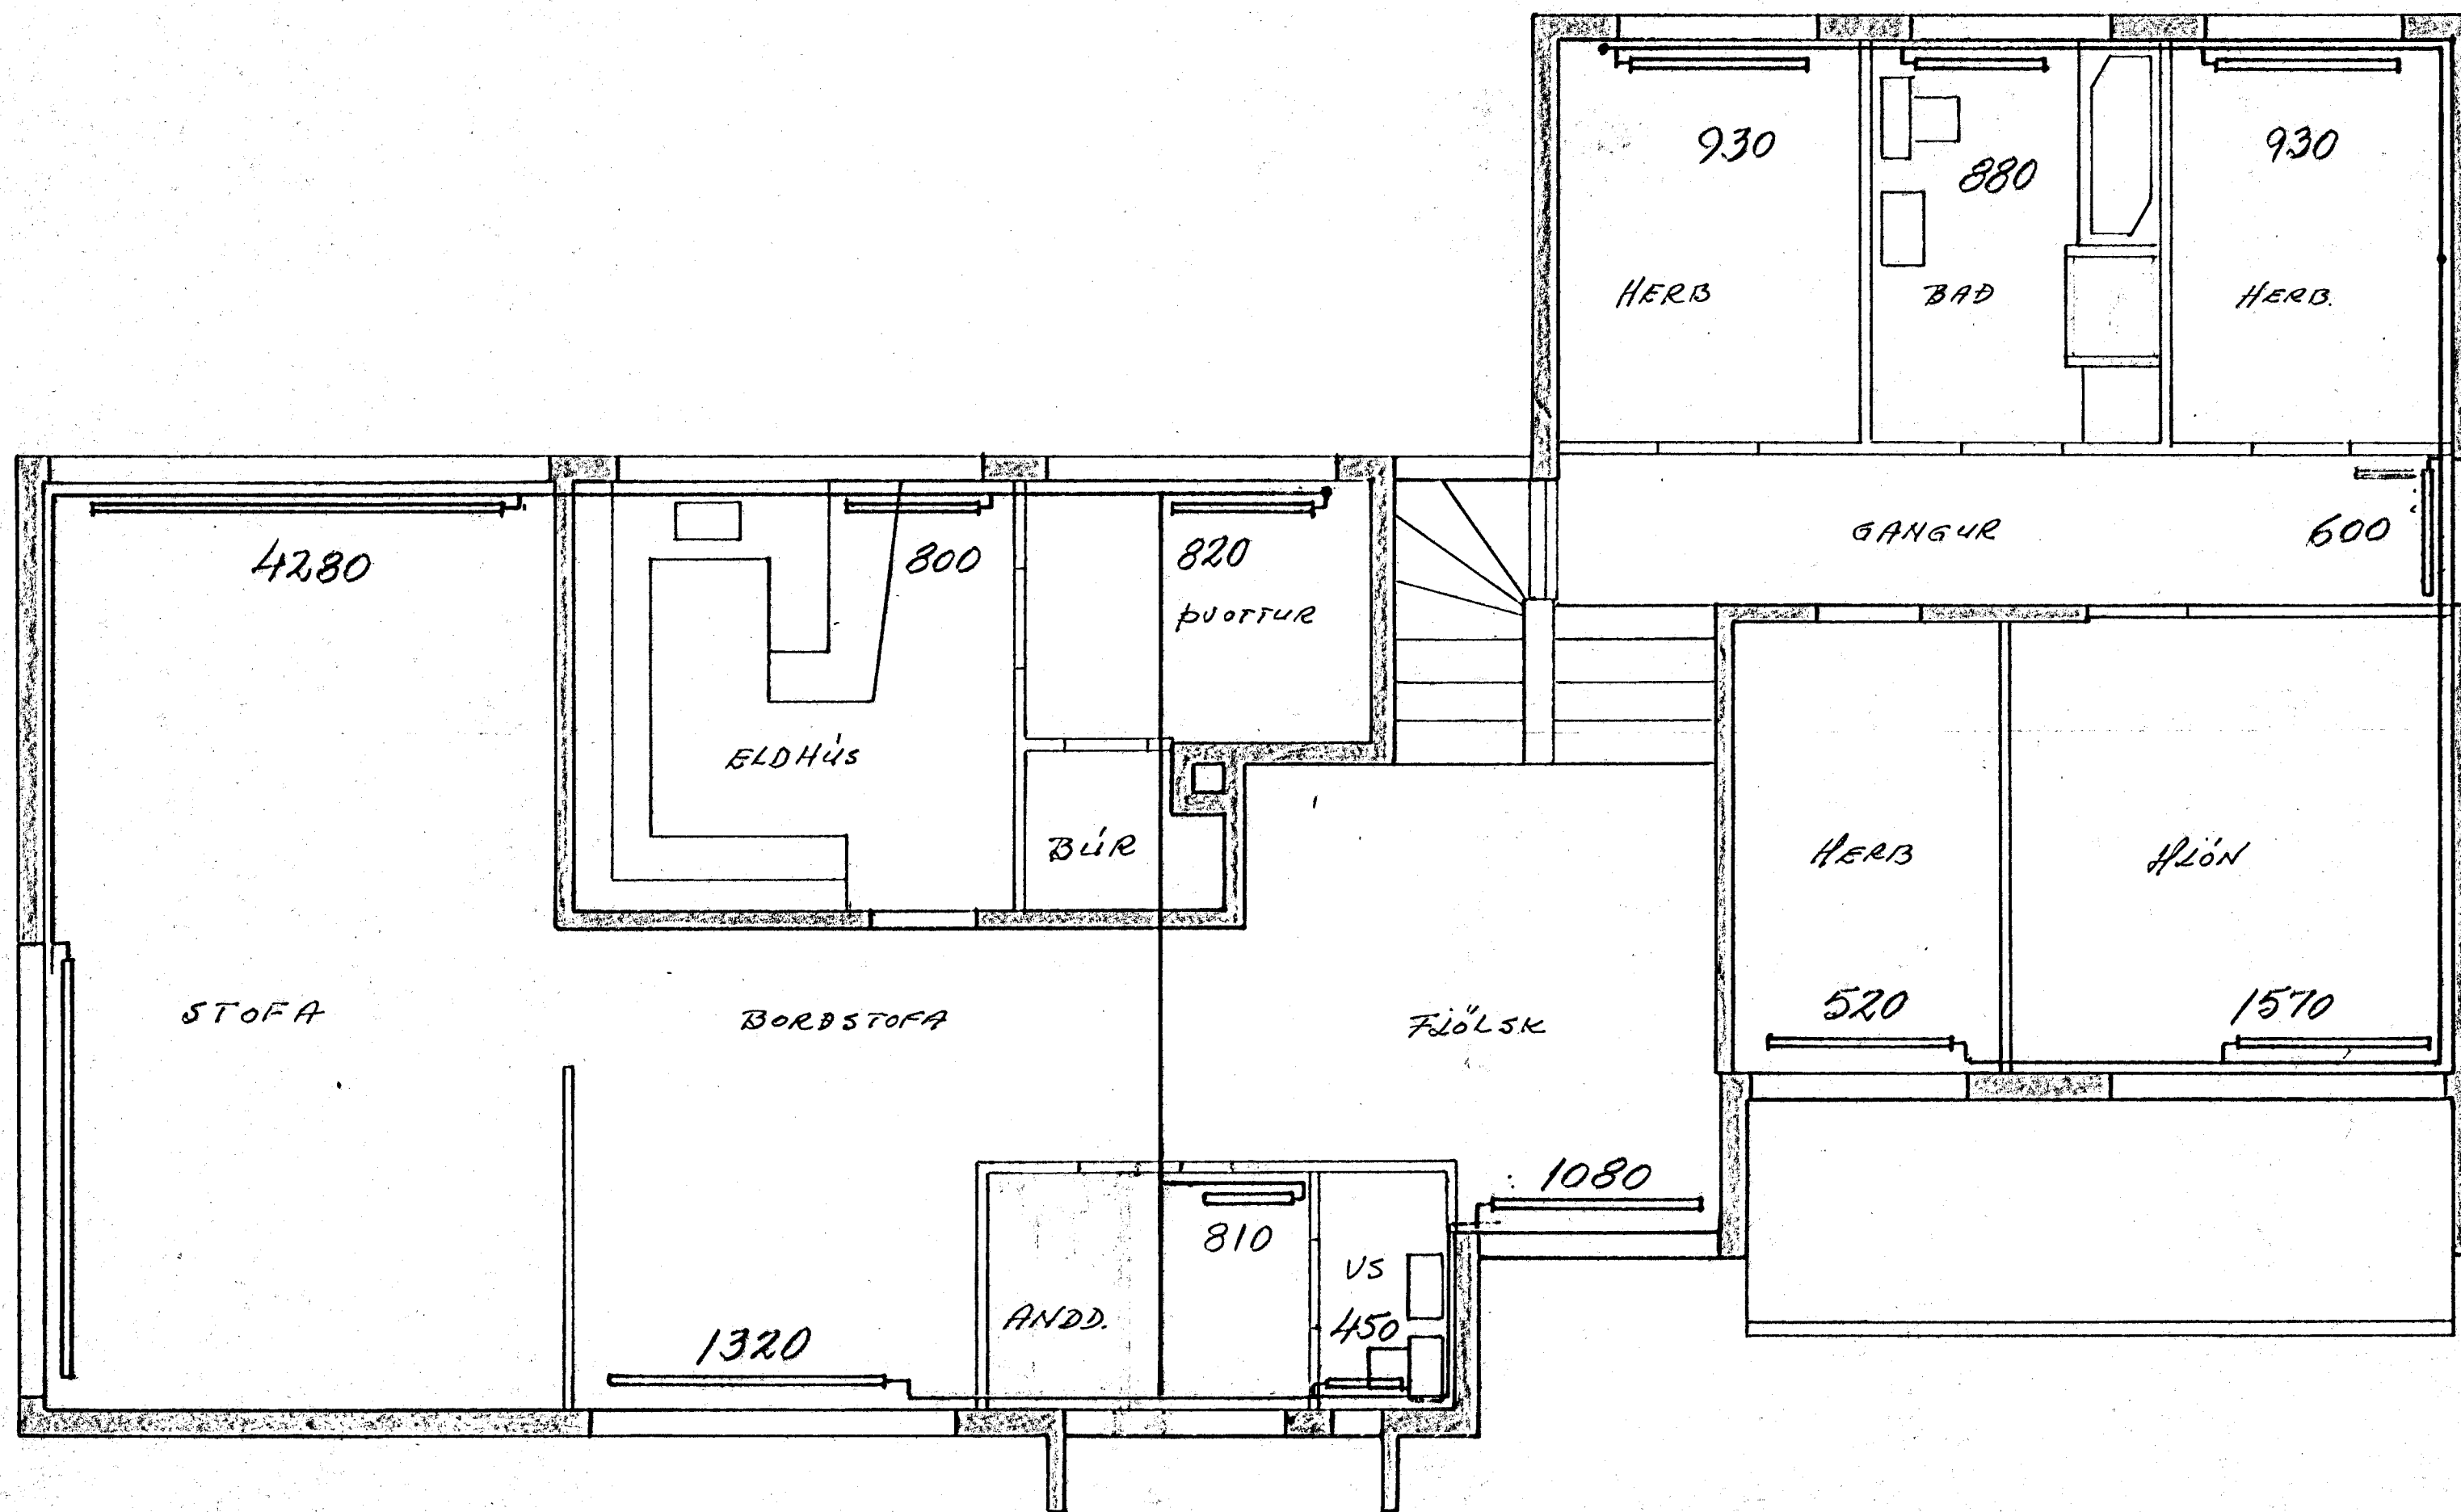 930
880
930
HERB
BAÐ
HERB.
GANGUR
600
4280
800
820
ÞVOTTUR
ELDHÚS
BÚR
HERB
HJÓN
STOFA
BORÐSTOFA
FJÖLSK
520
1570
1080
810
VS
450
ANDD.
1320